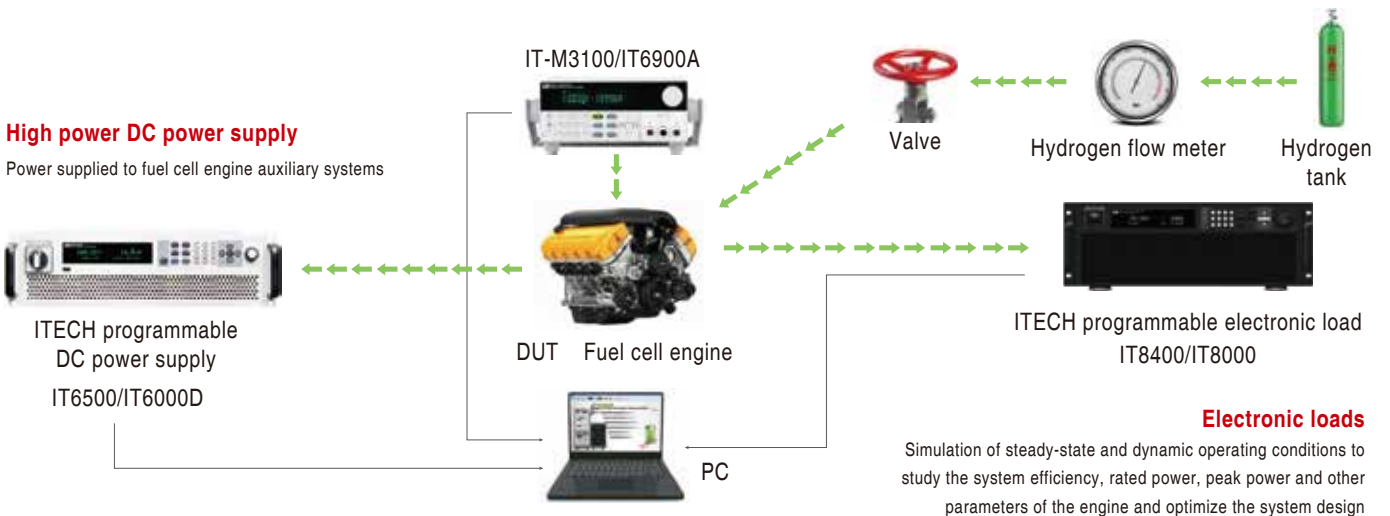 IT-M3100/IT6900A
High power DC power supply
Power supplied to fuel cell engine auxiliary systems
Valve
Hydrogen flow meter
Hydrogen
tank
ITECH programmable
DC power supply
IT6500/IT6000D
DUT Fuel cell engine
ITECH programmable electronic load
IT8400/IT8000
PC
Electronic loads
Simulation of steady-state and dynamic operating conditions to
study the system efficiency, rated power, peak power and other
parameters of the engine and optimize the system design